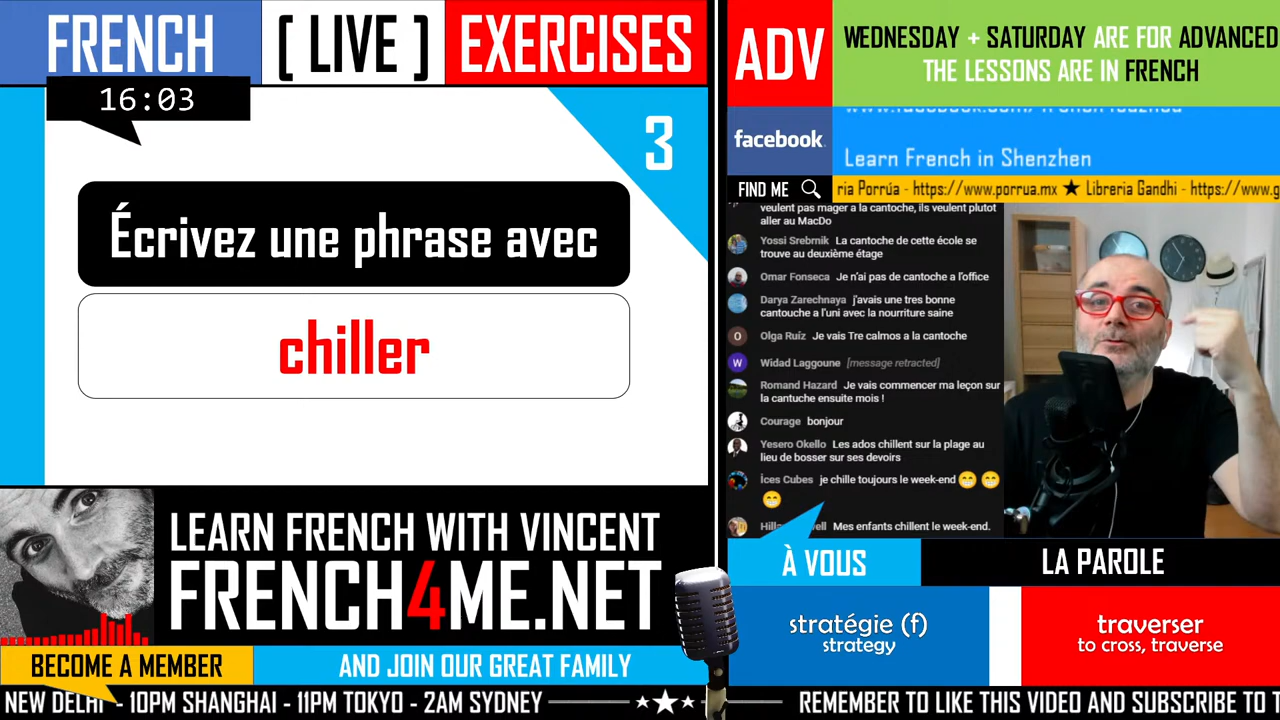 FRENCH
[ LIVE ]
EXERCISES
16:03
3
Écrivez une phrase avec
chiller
LEARN FRENCH WITH VINCENT
FRENCH4ME.NET
BECOME A MEMBER
AND JOIN OUR GREAT FAMILY
NEW DELHI - 10PM SHANGHAI - 11PM TOKYO - 2AM SYDNEY
REMEMBER TO LIKE THIS VIDEO AND SUBSCRIBE TO
ADV
WEDNESDAY + SATURDAY ARE FOR ADVANCED
THE LESSONS ARE IN FRENCH
facebook.
Learn French in Shenzhen
FIND ME
ria Porrúa - https://www.porrua.mx ★ Libreria Gandhi - https://www.g
veulent pas mager a la cantoche, ils veulent plutot
aller au MacDo
Yossi Srebrnik La cantoche de cette école se
trouve au deuxième étage
Omar Fonseca Je n'ai pas de cantoche a l'office
Darya Zarechnaya j'avais une tres bonne
cantouche a l'uni avec la nourriture saine
O Olga Ruiz Je vais Tre calmos a la cantoche
W Widad Laggoune [message retracted]
Romand Hazard Je vais commencer ma leçon sur
la cantuche ensuite mois !
Courage bonjour
Yesero Okello Les ados chillent sur la plage au
lieu de bosser sur ses devoirs
İces Cubes je chille toujours le week-end
Mes enfants chillent le week-end.
À VOUS
LA PAROLE
stratégie (f)
strategy
traverser
to cross, traverse